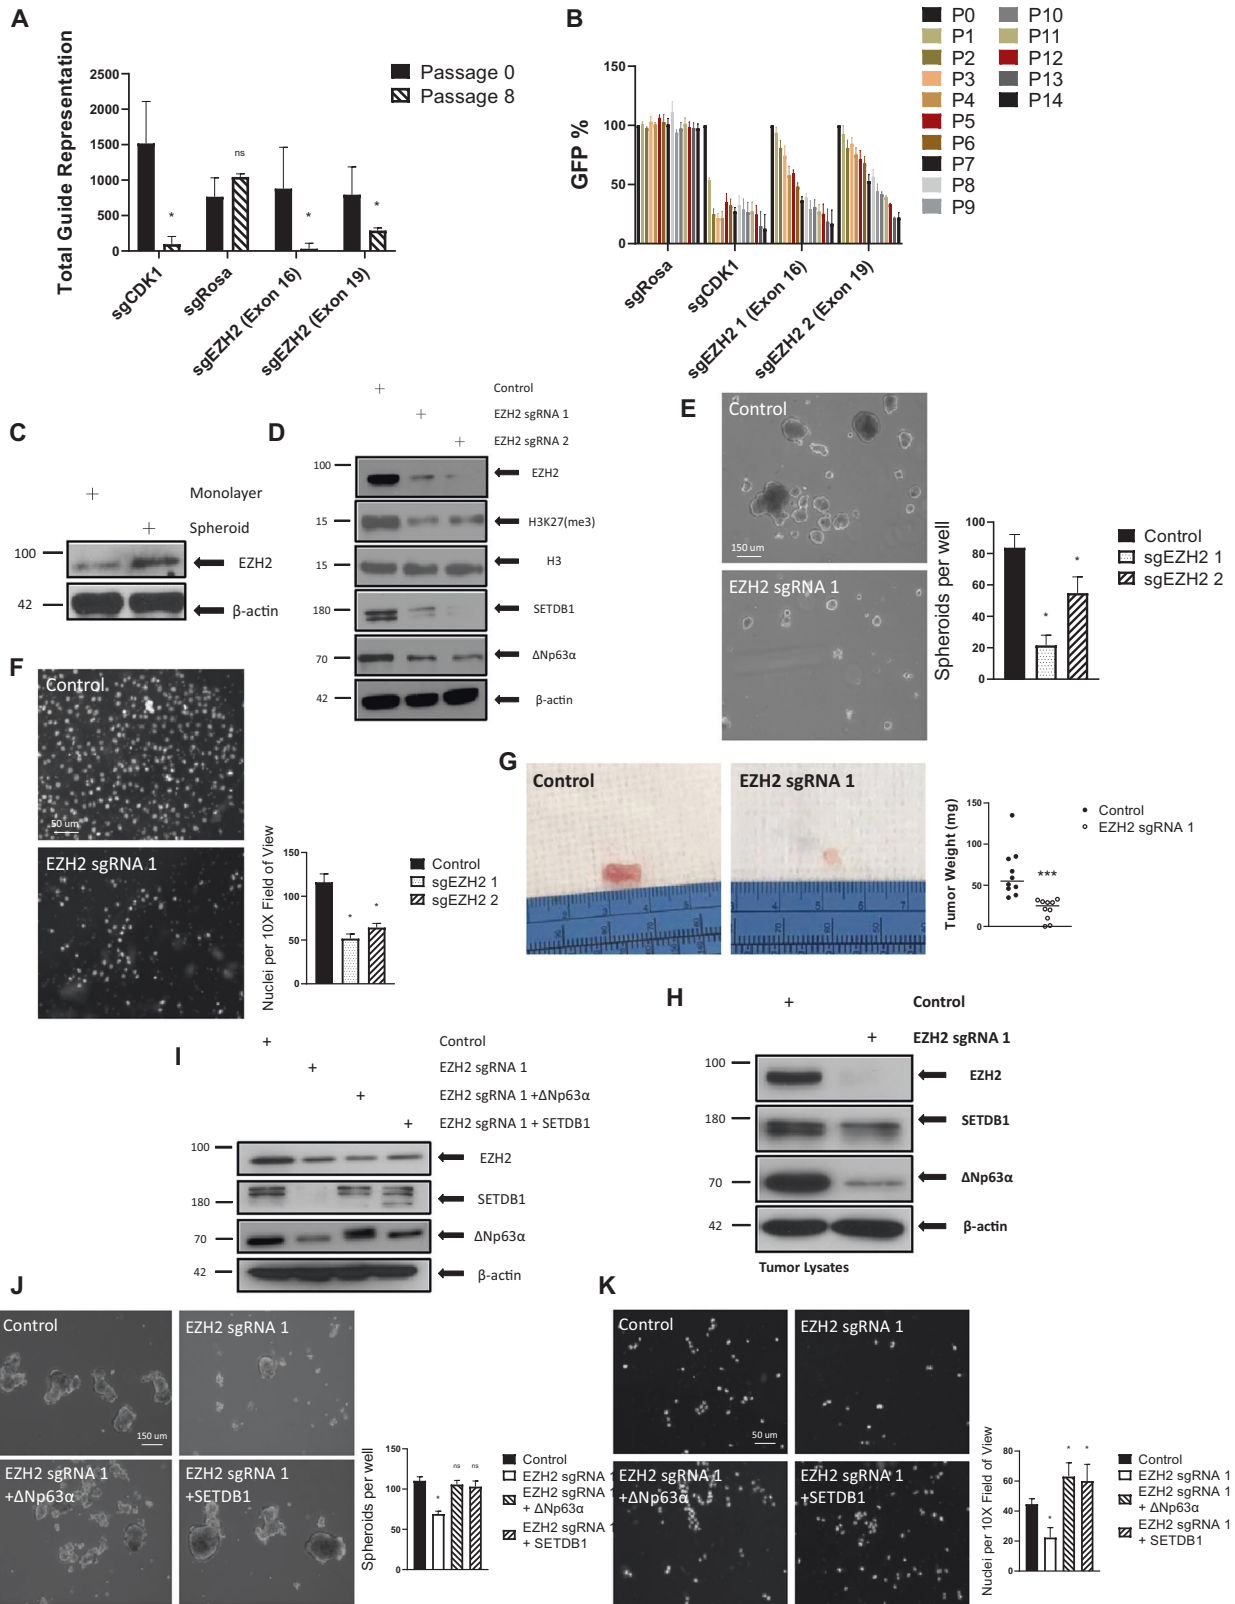 A
Total Guide Representation
2500
2000
1500
1000
500
0
*
ns
*
*
sgCDK1
sgRosa
sgEZH2 (Exon 16)
sgEZH2 (Exon 19)
Passage 0
Passage 8
B
GFP %
150
100
50
0
sgRosa
sgCDK1
sgEZH2 1 (Exon 16)
sgEZH2 2 (Exon 19)
P0
P1
P2
P3
P4
P5
P6
P7
P8
P9
P10
P11
P12
P13
P14
C
+
Monolayer
+
Spheroid
100
EZH2
42
β-actin
D
+
Control
+
EZH2 sgRNA 1
+
EZH2 sgRNA 2
100
EZH2
15
H3K27(me3)
15
H3
180
SETDB1
70
ΔNp63α
42
β-actin
E
Control
150 um
EZH2 sgRNA 1
Spheroids per well
100
80
60
40
20
0
*
*
Control
sgEZH2 1
sgEZH2 2
F
Control
50 um
EZH2 sgRNA 1
Nuclei per 10X Field of View
150
100
50
0
*
*
Control
sgEZH2 1
sgEZH2 2
G
Control
EZH2 sgRNA 1
Tumor Weight (mg)
150
100
50
0
***
Control
EZH2 sgRNA 1
H
+
Control
+
EZH2 sgRNA 1
100
EZH2
180
SETDB1
70
ΔNp63α
42
β-actin
Tumor Lysates
I
+
Control
+
EZH2 sgRNA 1
+
EZH2 sgRNA 1 +ΔNp63α
+
EZH2 sgRNA 1 + SETDB1
100
EZH2
180
SETDB1
70
ΔNp63α
42
β-actin
J
Control
150 um
EZH2 sgRNA 1
EZH2 sgRNA 1
+ΔNp63α
EZH2 sgRNA 1
+SETDB1
Spheroids per well
150
100
50
0
*
ns
ns
Control
EZH2 sgRNA 1
EZH2 sgRNA 1
+ ΔNp63α
EZH2 sgRNA 1
+ SETDB1
K
Control
50 um
EZH2 sgRNA 1
EZH2 sgRNA 1
+ΔNp63α
EZH2 sgRNA 1
+SETDB1
Nuclei per 10X Field of View
80
60
40
20
0
*
*
*
Control
EZH2 sgRNA 1
EZH2 sgRNA 1
+ ΔNp63α
EZH2 sgRNA 1
+ SETDB1